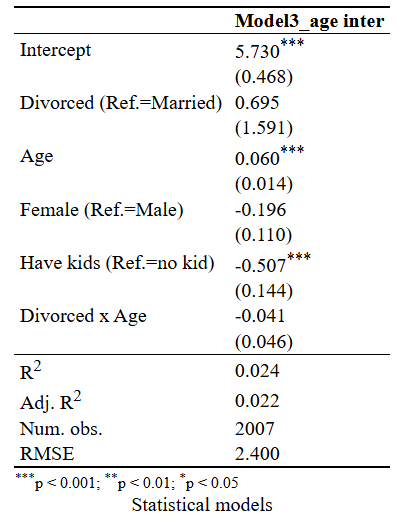 Model3_age inter
Intercept 5.730***
(0.468)
Divorced (Ref.=Married) 0.695
(1.591)
Age 0.060***
(0.014)
Female (Ref.=Male) -0.196
(0.110)
Have kids (Ref.=no kid) -0.507***
(0.144)
Divorced x Age -0.041
(0.046)
R2 0.024
Adj. R2 0.022
Num. obs. 2007
RMSE 2.400
***p < 0.001; **p < 0.01; *p < 0.05
Statistical models